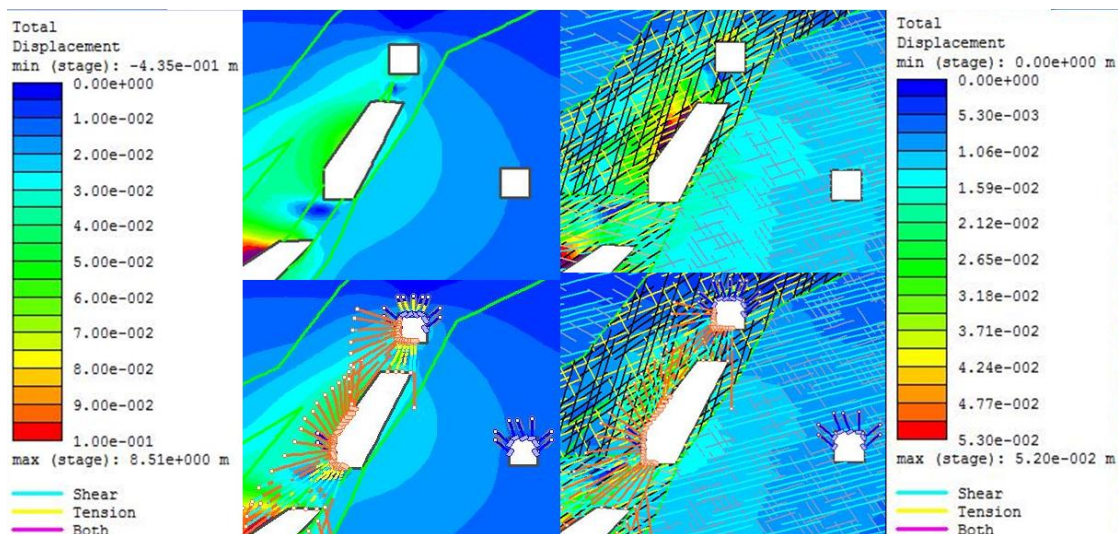 Total
Displacement
min (stage): -4.35e-001 m
0.00e+000
1.00e-002
2.00e-002
3.00e-002
4.00e-002
5.00e-002
6.00e-002
7.00e-002
8.00e-002
9.00e-002
1.00e-001
max (stage): 8.51e+000 m
Shear
Tension
Both
Total
Displacement
min (stage): 0.00e+000 m
0.00e+000
5.30e-003
1.06e-002
1.59e-002
2.12e-002
2.65e-002
3.18e-002
3.71e-002
4.24e-002
4.77e-002
5.30e-002
max (stage): 5.20e-002 m
Shear
Tension
Both